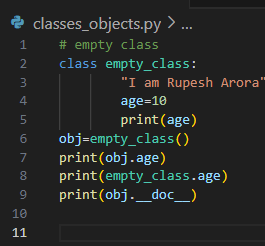 classes_objects.py > ...
1 # empty class
2 class empty_class:
3 "I am Rupesh Arora"
4 age=10
5 print(age)
6 obj=empty_class()
7 print(obj.age)
8 print(empty_class.age)
9 print(obj.__doc__)
10
11